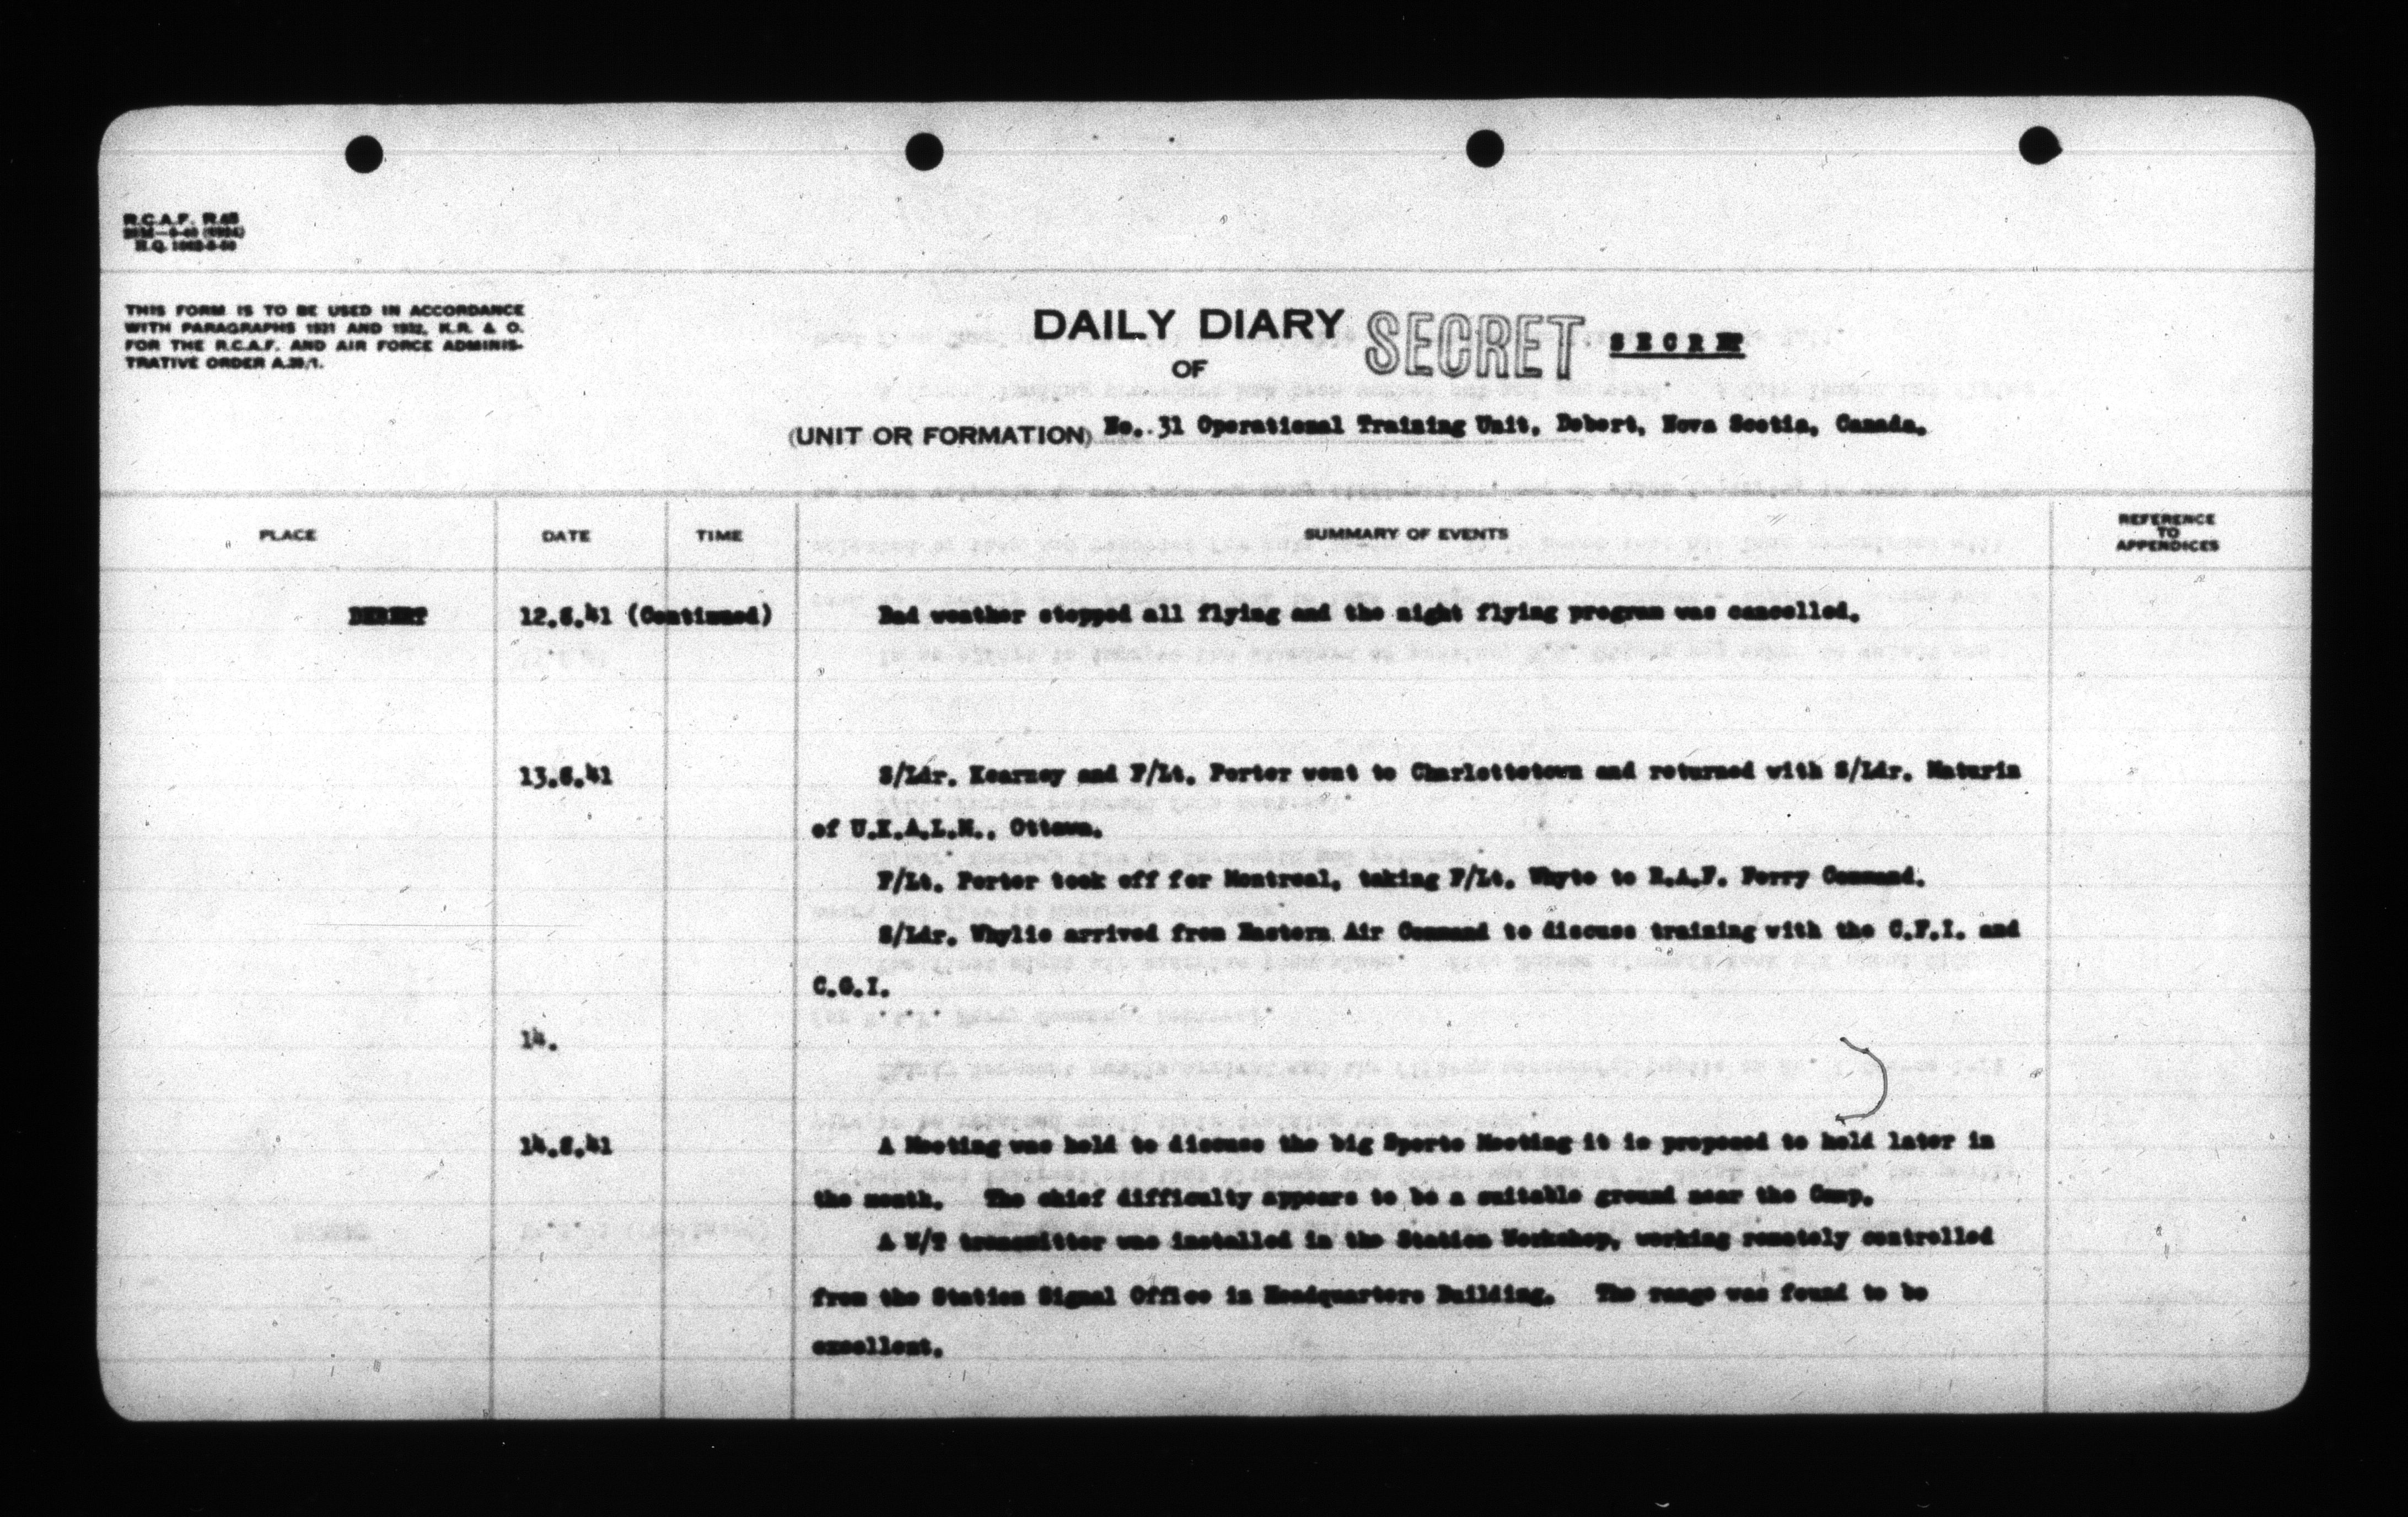 R.C.A.F. R.48
H.Q.
THIS FORM IS TO BE USED IN ACCORDANCE
WITH PARAGRAPHS 1931 AND 1932, K.R. & O.
FOR THE R.C.A.F. AND AIR FORCE ADMINIS-
TRATIVE ORDER A.39/1.
DAILY DIARY SECRET SECRET
OF
(UNIT OR FORMATION) No. 31 Operational Training Unit, Debert, Nova Scotia, Canada.
PLACE DATE TIME SUMMARY OF EVENTS REFERENCE
TO
APPENDICES
DEBERT 12.8.41 (Continued) Bad weather stopped all flying and the night flying program was cancelled.
13.8.41 S/Ldr. Kearney and F/Lt. Porter went to Charlottetown and returned with S/Ldr. Maturin
of U.K.A.L.M., Ottawa.
F/Lt. Porter took off for Montreal, taking F/Lt. Whyte to R.A.F. Ferry Command.
S/Ldr. Whylie arrived from Eastern Air Command to discuss training with the C.F.I. and
C.G.I.
14.
14.8.41 A Meeting was held to discuss the big Sports Meeting it is proposed to hold later in
the month. The chief difficulty appears to be a suitable ground near the Camp.
A W/T transmitter was installed in the Station Workshop, working remotely controlled
from the Station Signal Office in Headquarters Building. The range was found to be
excellent.